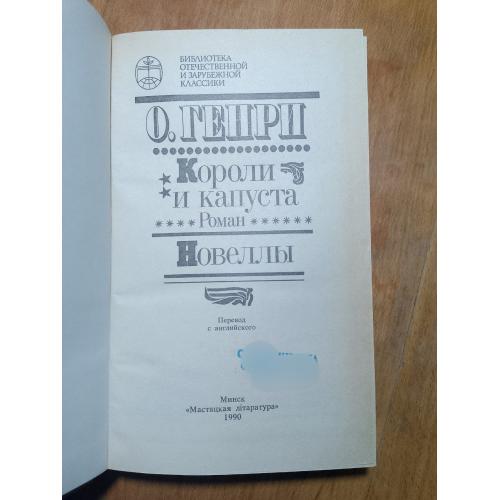 БИБЛИОТЕКА
ОТЕЧЕСТВЕННОЙ
И ЗАРУБЕЖНОЙ
КЛАССИКИ
О. ГЕНРИ
Короли
и капуста
Роман
Новеллы
Перевод
с английского
Минск
«Мастацкая літаратура»
1990